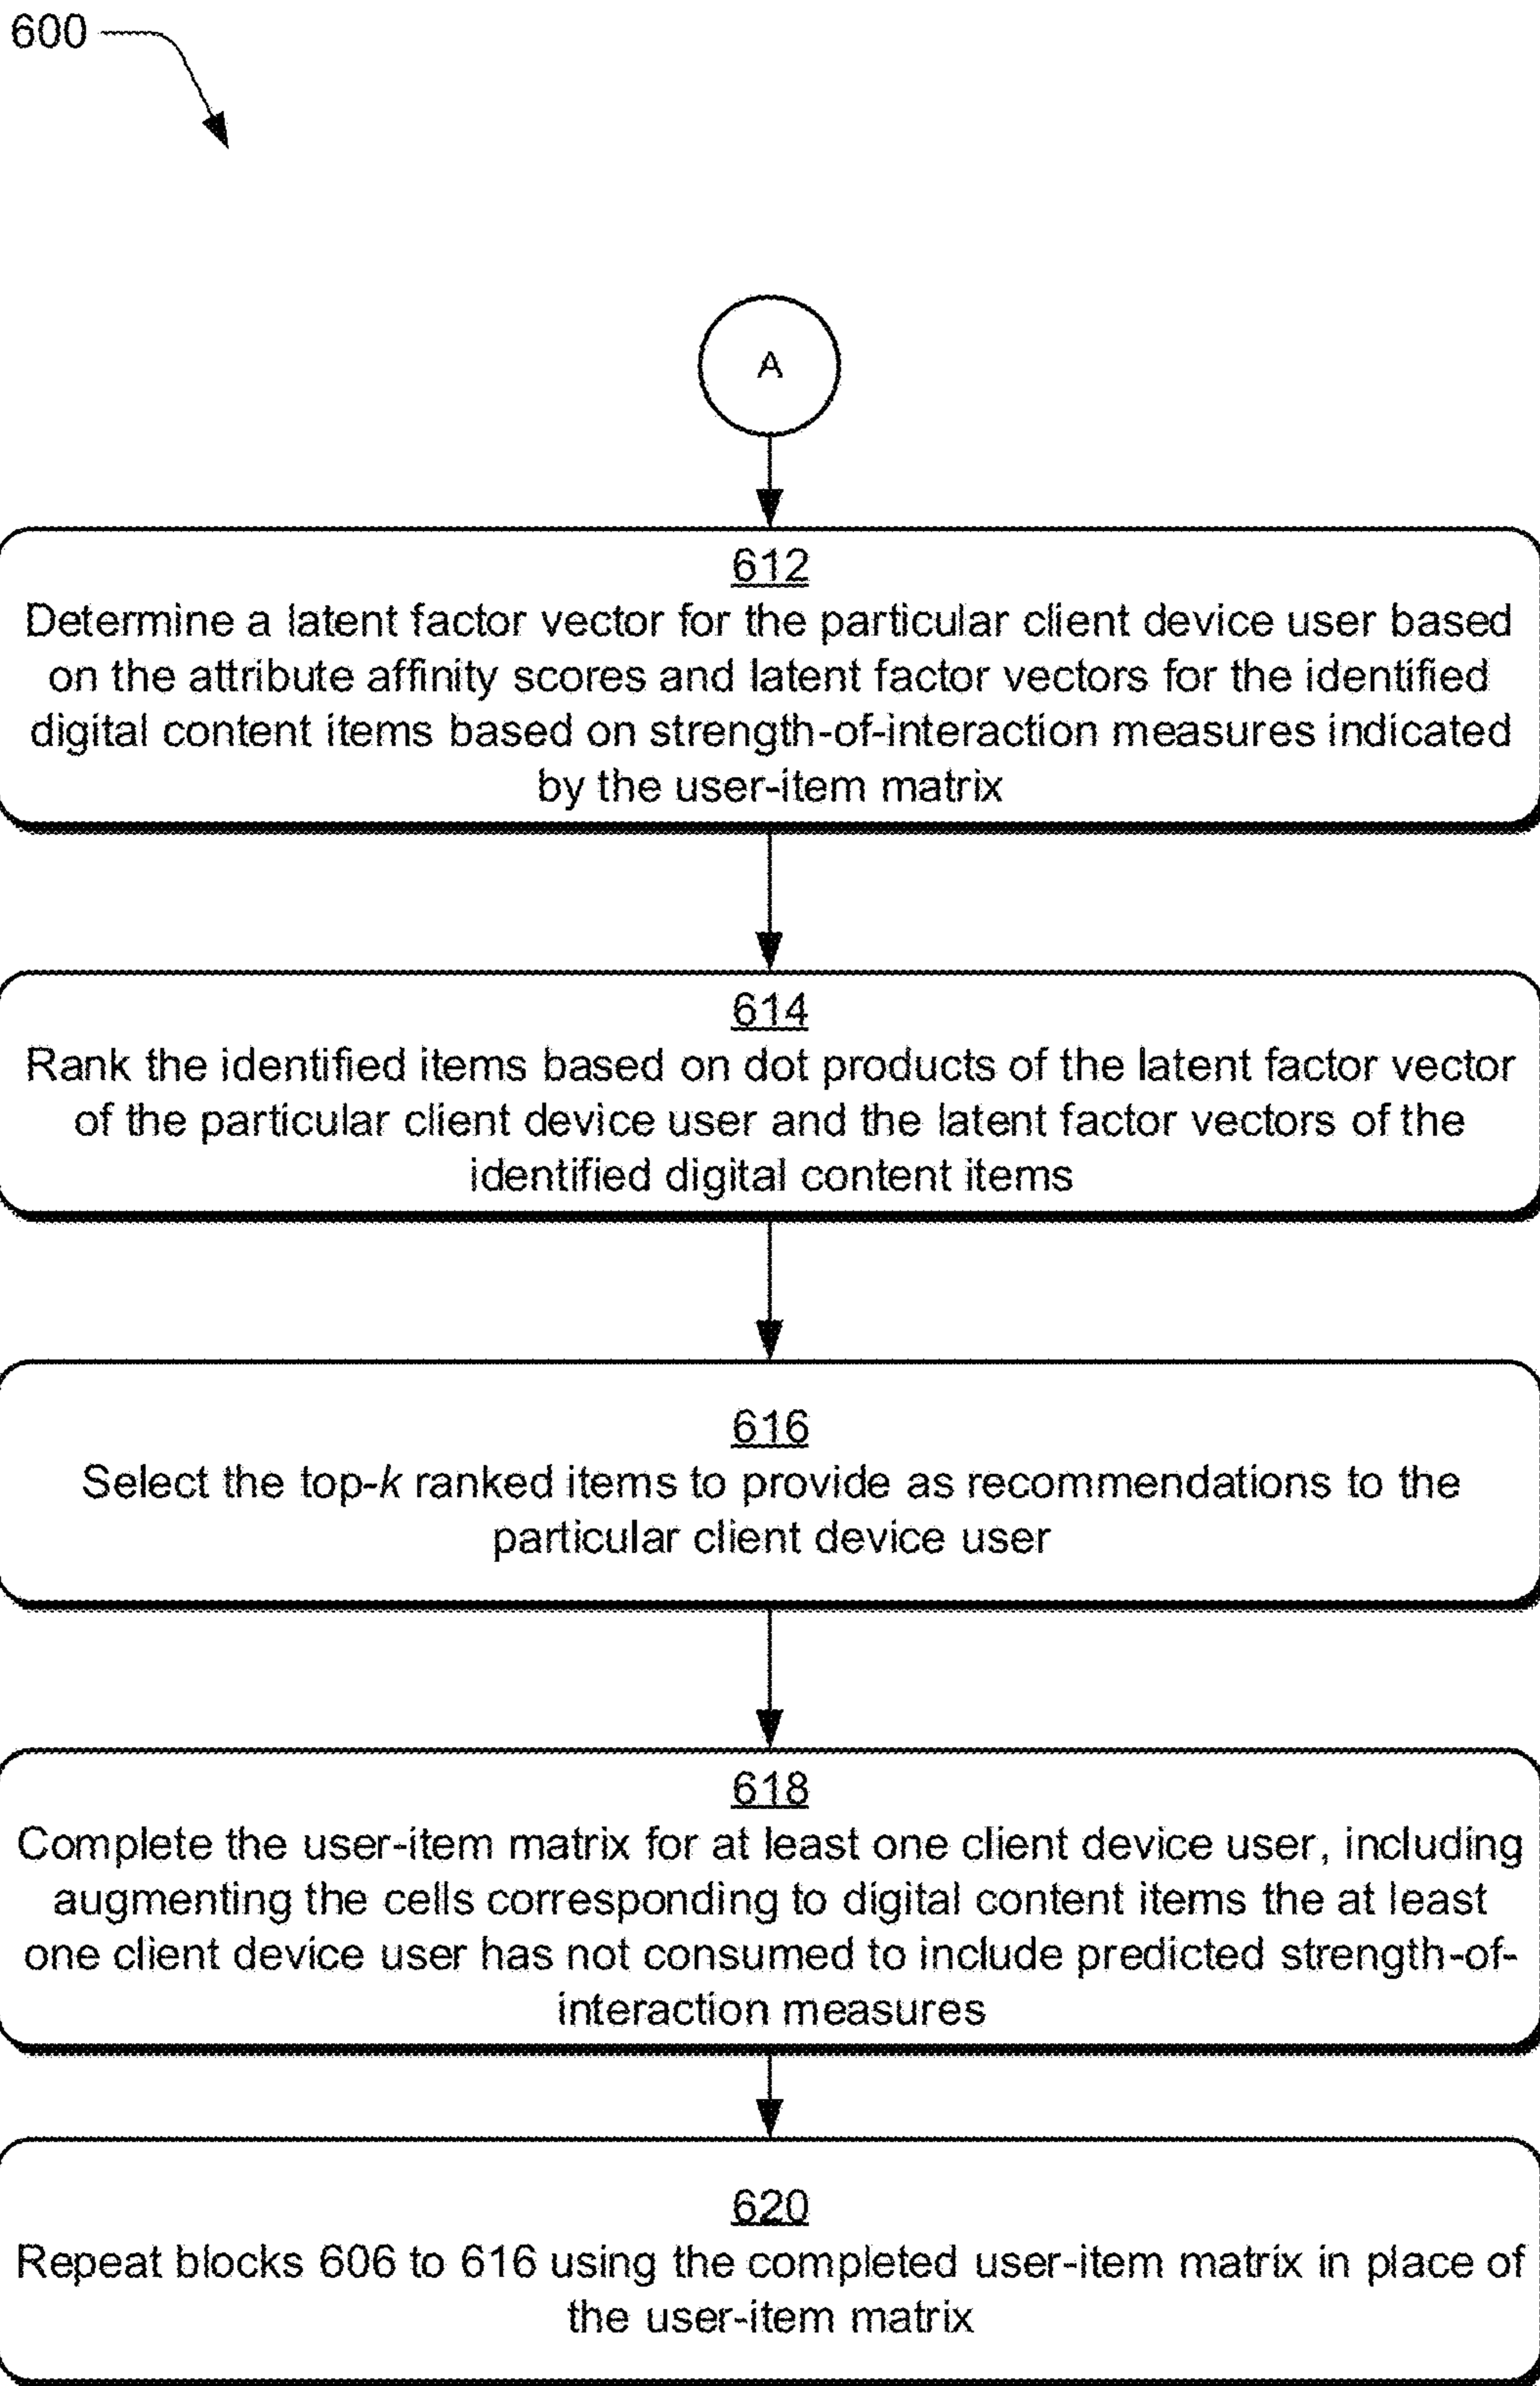 600
A
612
Determine a latent factor vector for the particular client device user based
on the attribute affinity scores and latent factor vectors for the identified
digital content items based on strength-of-interaction measures indicated
by the user-item matrix
614
Rank the identified items based on dot products of the latent factor vector
of the particular client device user and the latent factor vectors of the
identified digital content items
616
Select the top-k ranked items to provide as recommendations to the
particular client device user
618
Complete the user-item matrix for at least one client device user, including
augmenting the cells corresponding to digital content items the at least
one client device user has not consumed to include predicted strength-of-
interaction measures
620
Repeat blocks 606 to 616 using the completed user-item matrix in place of
the user-item matrix